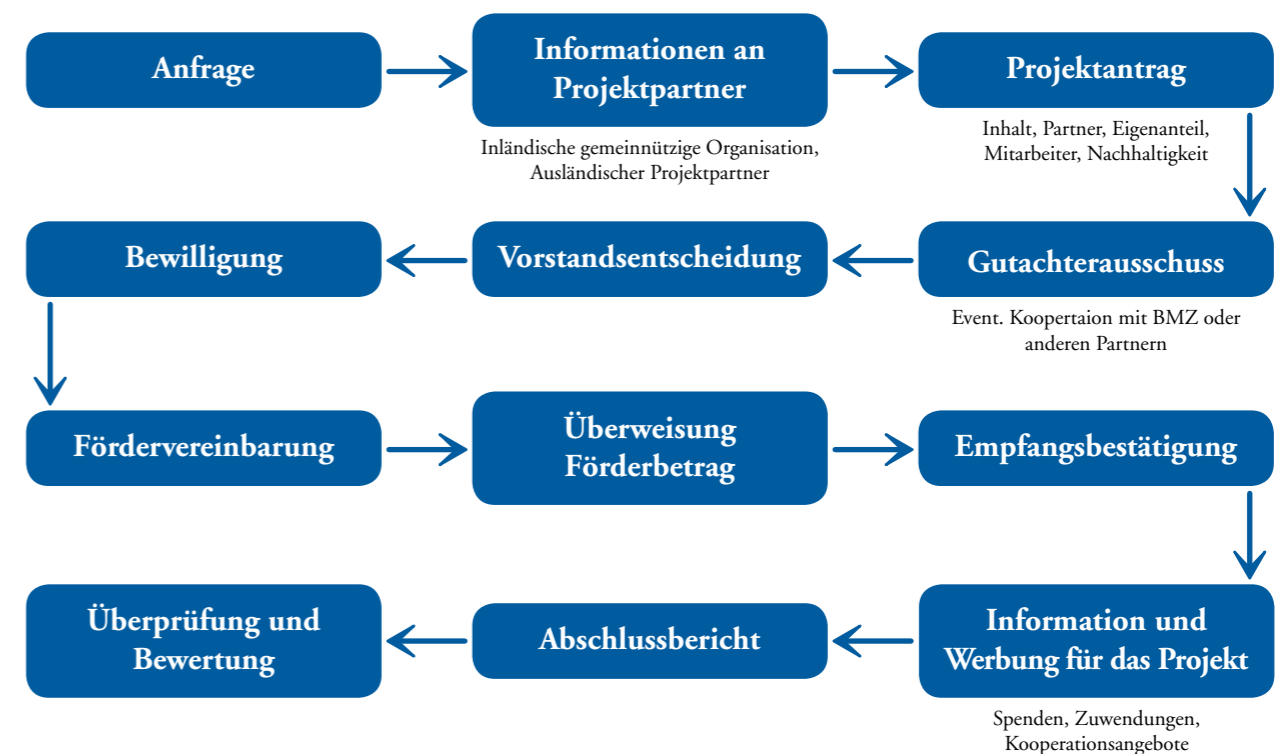 Anfrage
Informationen an
Projektpartner
Inländische gemeinnützige Organisation,
Ausländischer Projektpartner
Projektantrag
Inhalt, Partner, Eigenanteil,
Mitarbeiter, Nachhaltigkeit
Gutachterausschuss
Event. Koopertaion mit BMZ oder
anderen Partnern
Vorstandsentscheidung
Bewilligung
Fördervereinbarung
Überweisung
Förderbetrag
Empfangsbestätigung
Information und
Werbung für das Projekt
Spenden, Zuwendungen,
Kooperationsangebote
Abschlussbericht
Überprüfung und
Bewertung